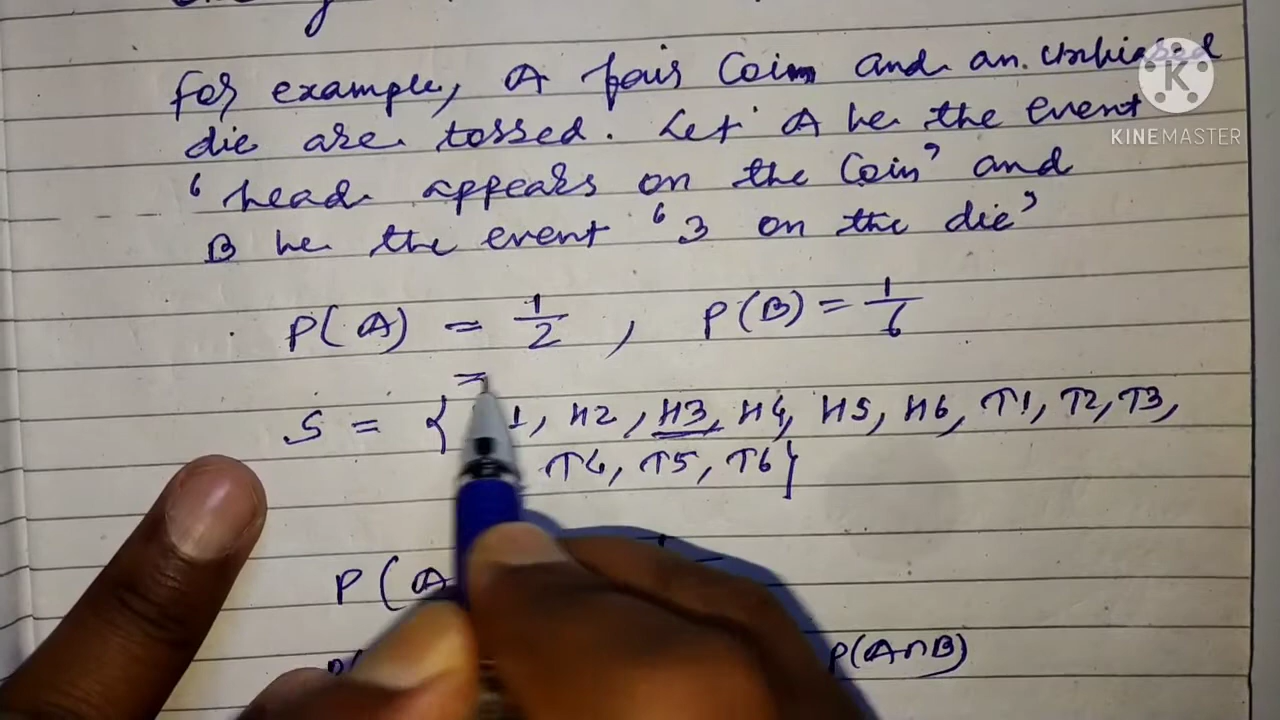 for example, A fair Coin and an unbiased
K
die are tossed. Let A be the event
KINEMASTER
' head appears on the Coin' and
B be the event '3 on the die'
P(A) = 1/2 , P(B) = 1/6
=
S = { 1, H2, H3, H4, H5, H6, T1, T2, T3,
T4, T5, T6}
P(A
P(A∩B)